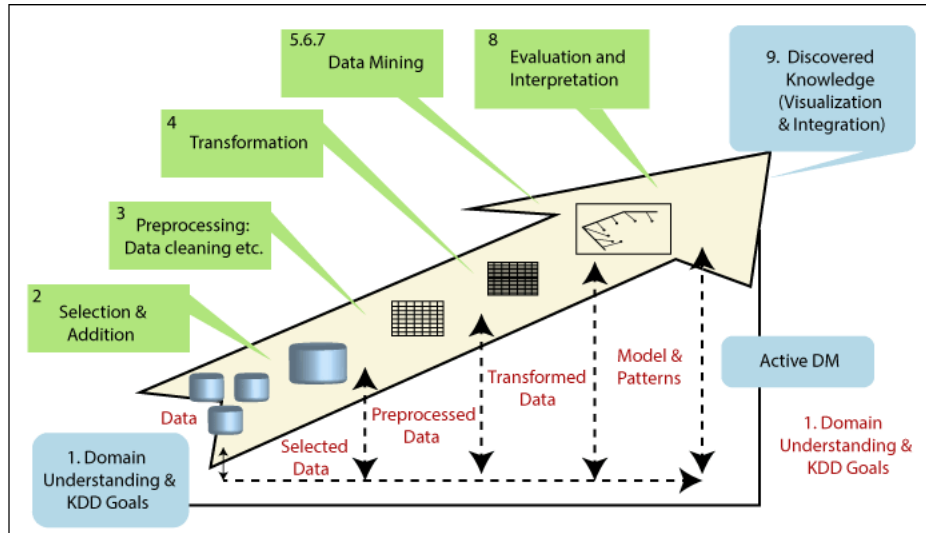 5.6.7
Data Mining
8
Evaluation and
Interpretation
9. Discovered
Knowledge
(Visualization
& Integration)
4
Transformation
3
Preprocessing:
Data cleaning etc.
2
Selection &
Addition
Data
Selected
Data
Preprocessed
Data
Transformed
Data
Model &
Patterns
Active DM
1. Domain
Understanding &
KDD Goals
1. Domain
Understanding &
KDD Goals